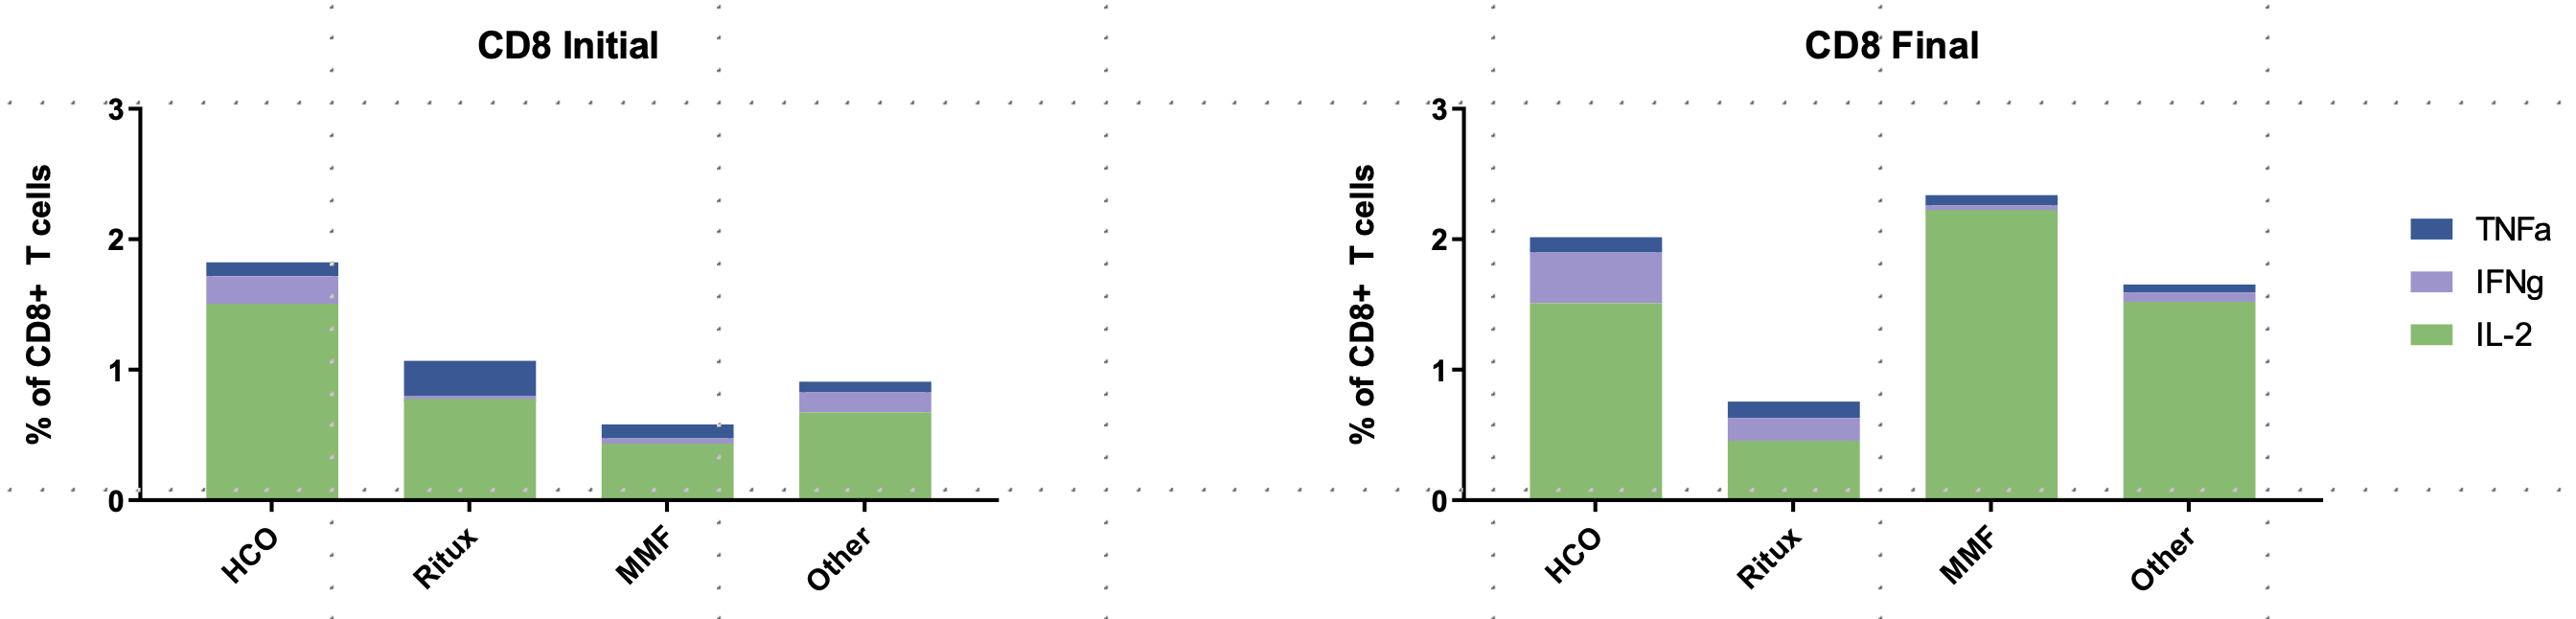 CD8 Initial
% of CD8+ T cells
3
2
1
0
HCO
Ritux
MMF
Other
CD8 Final
% of CD8+ T cells
3
2
1
0
HCO
Ritux
MMF
Other
TNFa
IFNg
IL-2